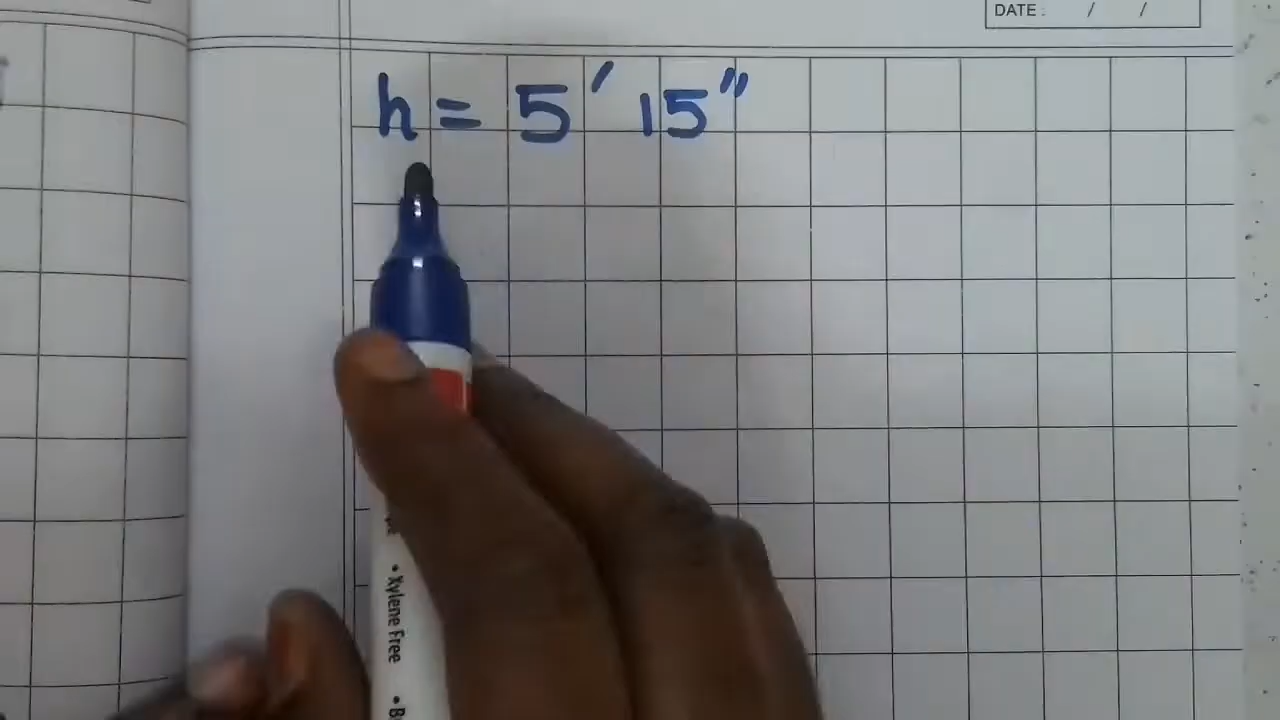 DATE : / /
h = 5' 15"
• Xylene Free